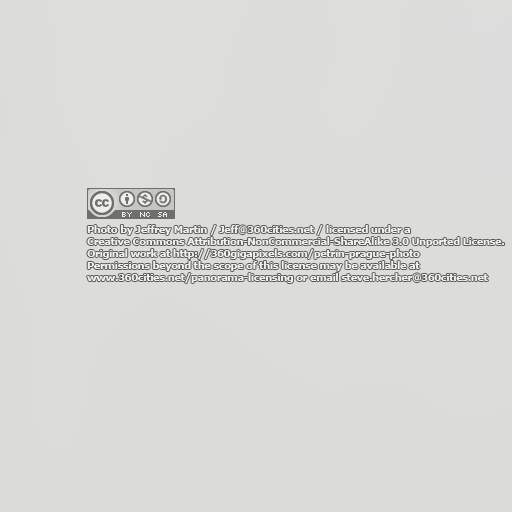 cc
BY NC SA
Photo by Jeffrey Martin / Jeff@360cities.net / licensed under a
Creative Commons Attribution-NonCommercial-ShareAlike 3.0 Unported License.
Original work at http://360gigapixels.com/petrin-prague-photo
Permissions beyond the scope of this license may be available at
www.360cities.net/panorama-licensing or email steve.hercher@360cities.net